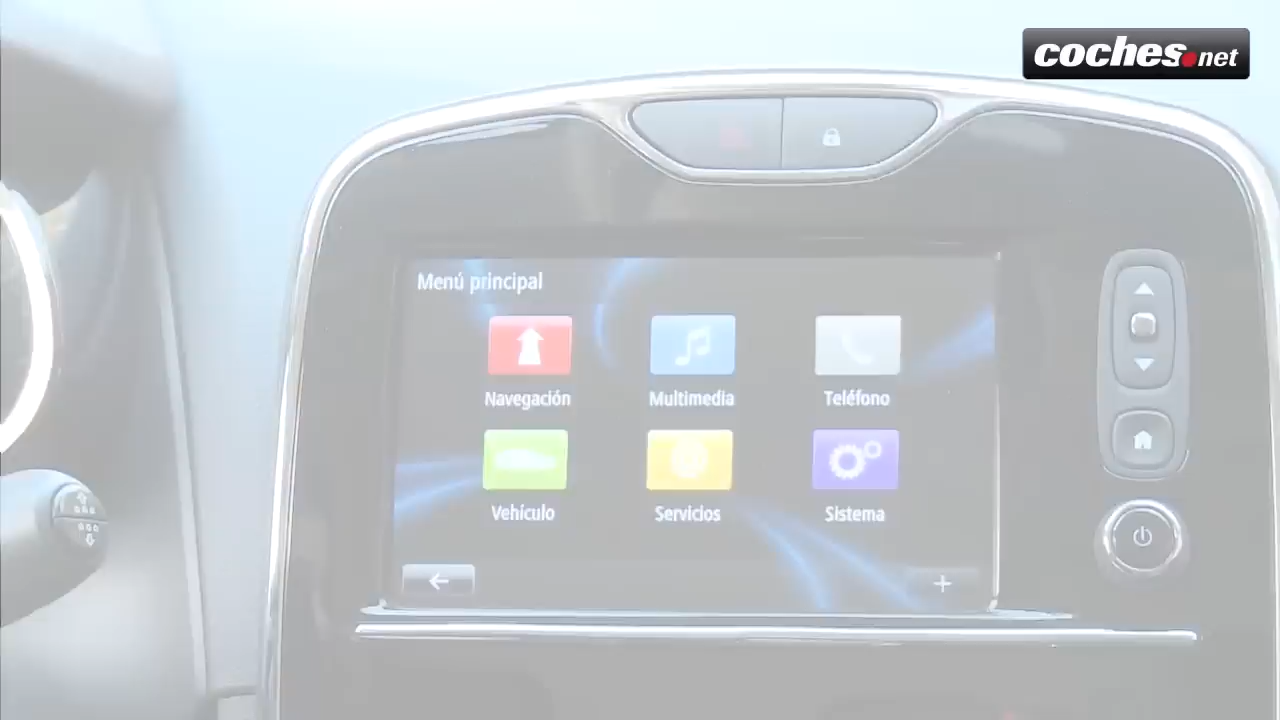 coches.net
Menú principal
Navegación
Multimedia
Teléfono
Vehículo
Servicios
Sistema